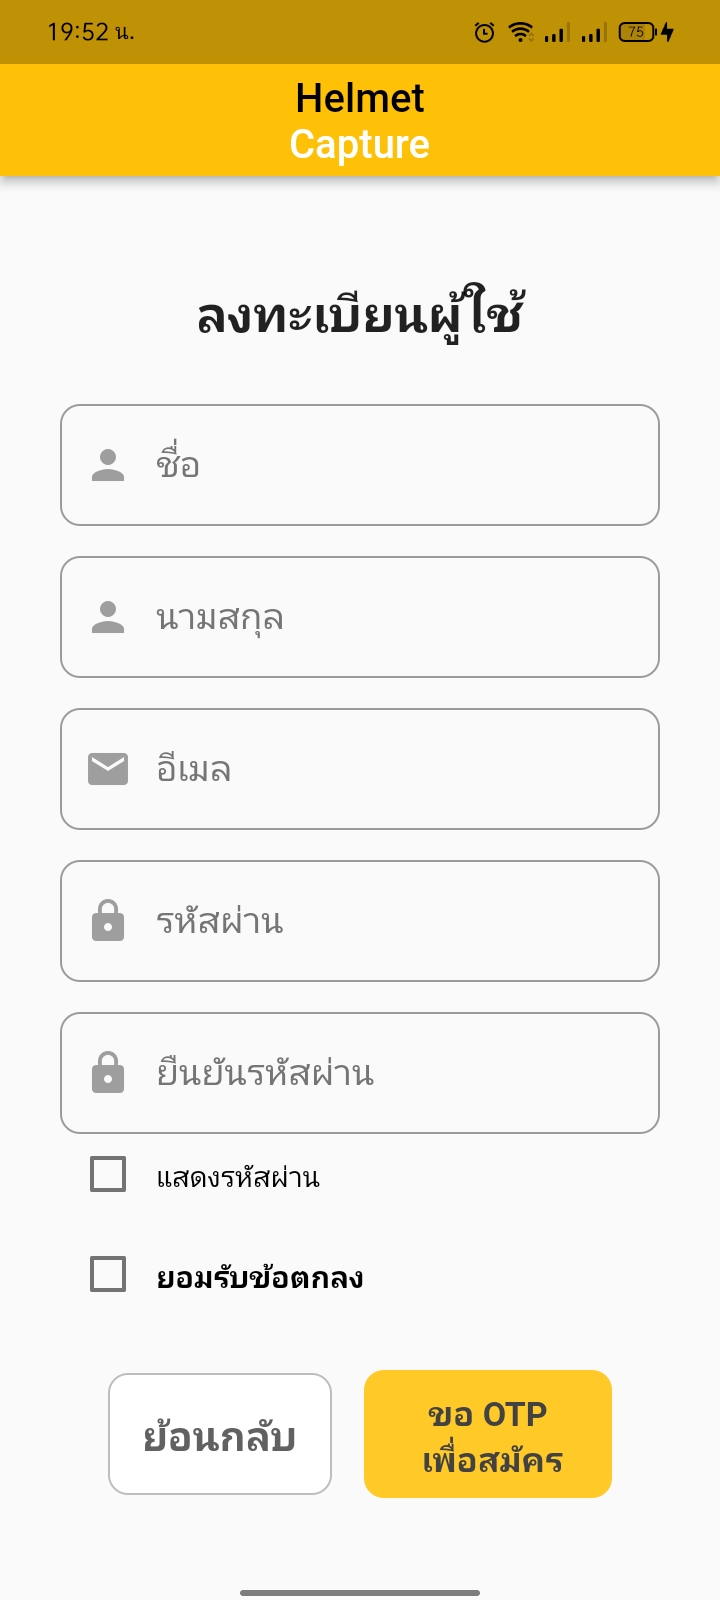 19:52 น.
75
Helmet
Capture
ลงทะเบียนผู้ใช้
ชื่อ
นามสกุล
อีเมล
รหัสผ่าน
ยืนยันรหัสผ่าน
แสดงรหัสผ่าน
ยอมรับข้อตกลง
ย้อนกลับ
ขอ OTP
เพื่อสมัคร